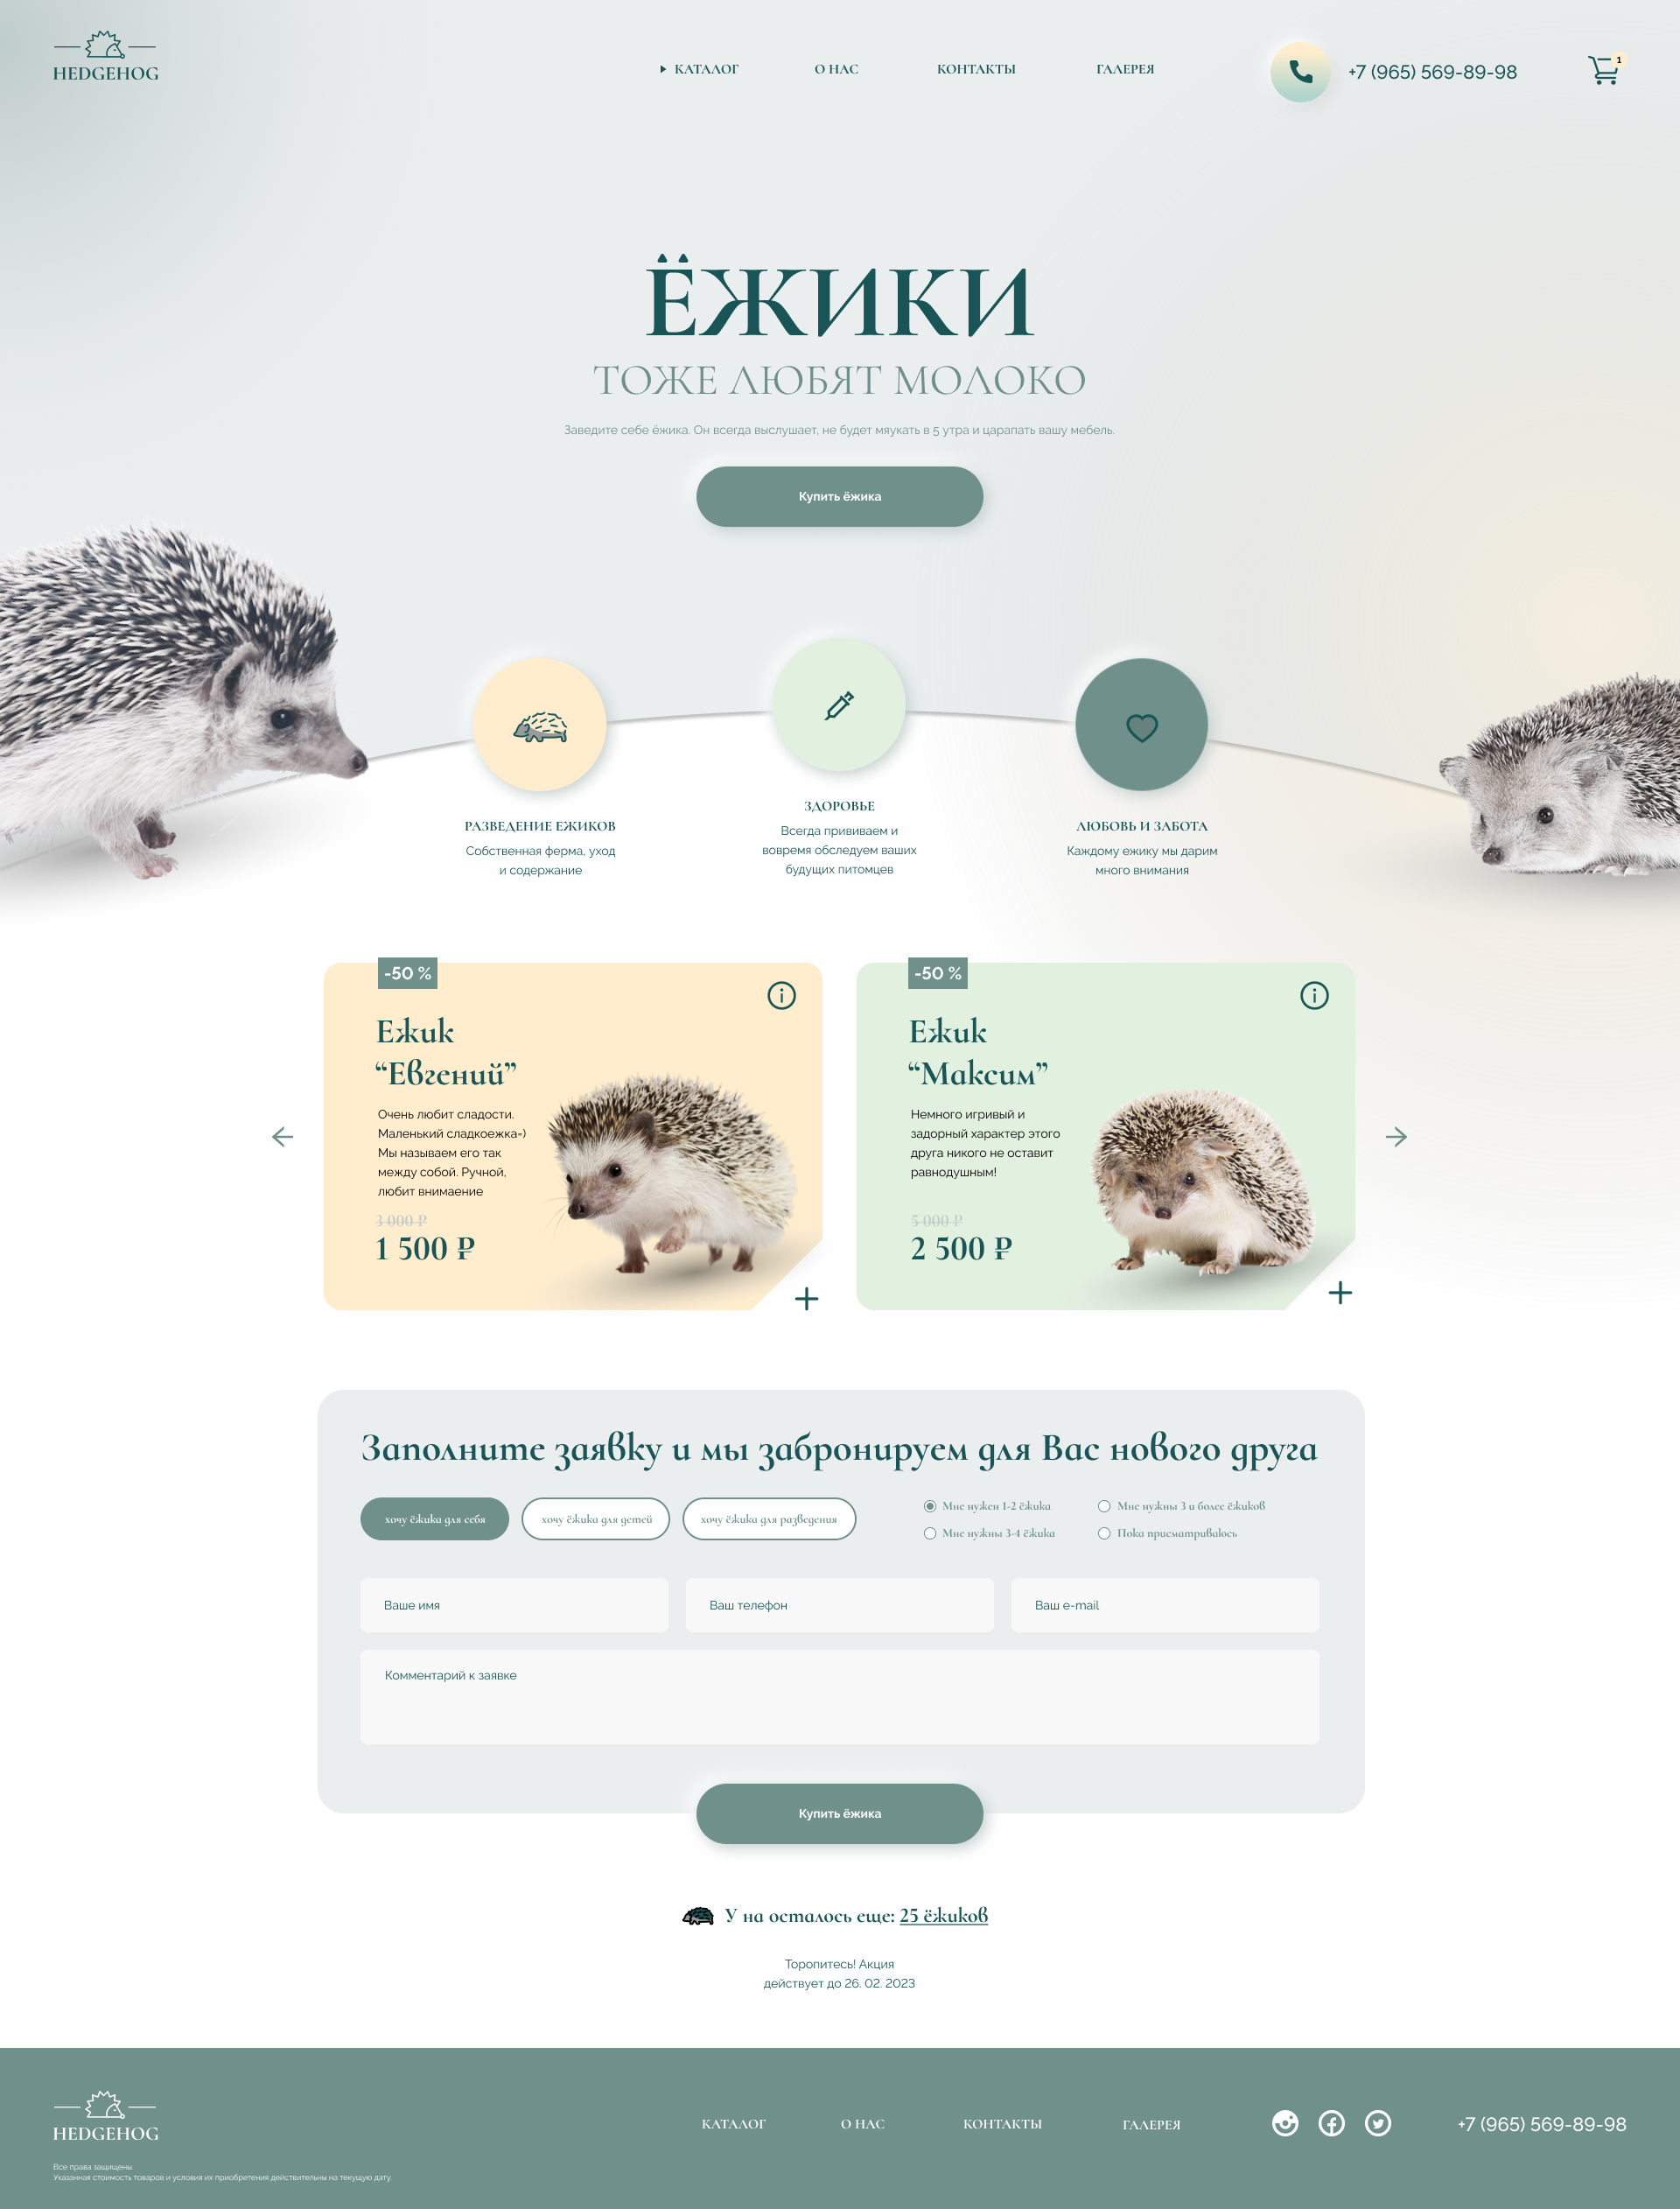 HEDGEHOG
КАТАЛОГ
О НАС
КОНТАКТЫ
ГАЛЕРЕЯ
+7 (965) 569-89-98
1
ЁЖИКИ
ТОЖЕ ЛЮБЯТ МОЛОКО
Заведите себе ёжика. Он всегда выслушает, не будет мяукать в 5 утра и царапать вашу мебель.
Купить ёжика
РАЗВЕДЕНИЕ ЕЖИКОВ
Собственная ферма, уход
и содержание
ЗДОРОВЬЕ
Всегда прививаем и
вовремя обследуем ваших
будущих питомцев
ЛЮБОВЬ И ЗАБОТА
Каждому ежику мы дарим
много внимания
-50 %
Ежик
“Евгений”
Очень любит сладости.
Маленький сладкоежка=)
Мы называем его так
между собой. Ручной,
любит внимаение
3 000 ₽
1 500 ₽
-50 %
Ежик
“Максим”
Немного игривый и
задорный характер этого
друга никого не оставит
равнодушным!
5 000 ₽
2 500 ₽
Заполните заявку и мы забронируем для Вас нового друга
хочу ёжика для себя
хочу ёжика для детей
хочу ёжика для разведения
Мне нужен 1-2 ёжика
Мне нужны 3 и более ёжиков
Мне нужны 3-4 ёжика
Пока присматриваюсь
Ваше имя
Ваш телефон
Ваш e-mail
Комментарий к заявке
Купить ёжика
У на осталось еще: 25 ёжиков
Торопитесь! Акция
действует до 26. 02. 2023
HEDGEHOG
КАТАЛОГ
О НАС
КОНТАКТЫ
ГАЛЕРЕЯ
+7 (965) 569-89-98
Все права защищены.
Указанная стоимость товаров и условия их приобретения действительны на текущую дату.